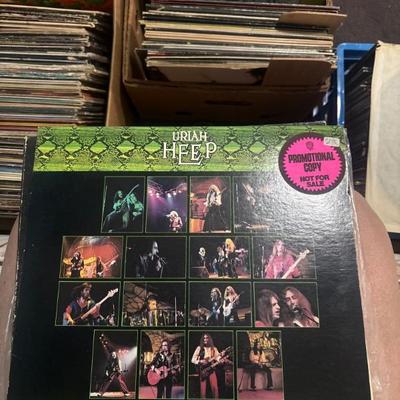 URIAH
HEEP
PROMOTIONAL
COPY
NOT FOR
SALE